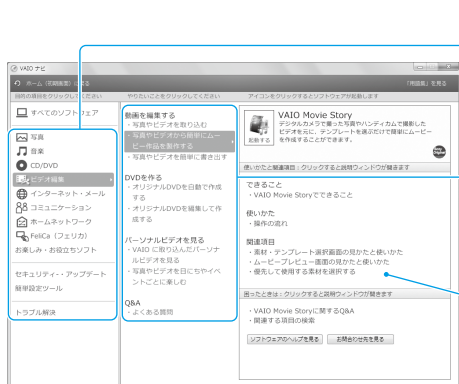 VAIO ナビ
ホーム (初期画面) に戻る
「用語集」を見る
目的の項目をクリックしてください
やりたいことをクリックしてください
アイコンをクリックするとソフトウェアが起動します
すべてのソフトウェア
写真
音楽
CD/DVD
ビデオ編集
インターネット・メール
コミュニケーション
ホームネットワーク
FeliCa（フェリカ）
お楽しみ・お役立ちソフト
セキュリティ・アップデート
簡単設定ツール
トラブル解決
動画を編集する
・写真やビデオを取り込む
・写真やビデオから簡単にムー
ビー作品を製作する
・写真やビデオを簡単に書き出す
DVDを作る
・オリジナルDVDを自動で作成
する
・オリジナルDVDを編集して作
成する
パーソナルビデオを見る
・VAIO に取り込んだパーソナ
ルビデオを見る
・写真やビデオを日にちやイベ
ントごとに楽しむ
Q&A
・よくある質問
起動する
VAIO Movie Story
デジタルカメラで撮った写真やハンディカムで撮影した
ビデオを元に、テンプレートを選ぶだけで簡単にムービー
を作成することができます。
使いかたと関連項目：クリックすると説明ウィンドウが開きます
できること
・VAIO Movie Storyでできること
使いかた
・操作の流れ
関連項目
・素材・テンプレート選択画面の見かたと使いかた
・ムービープレビュー画面の見かたと使いかた
・優先して使用する素材を選択する
困ったときは：クリックすると説明ウィンドウが開きます
・VAIO Movie Storyに関するQ&A
・関連する項目の検索
ソフトウェアのヘルプを見る
お問合わせ先を見る